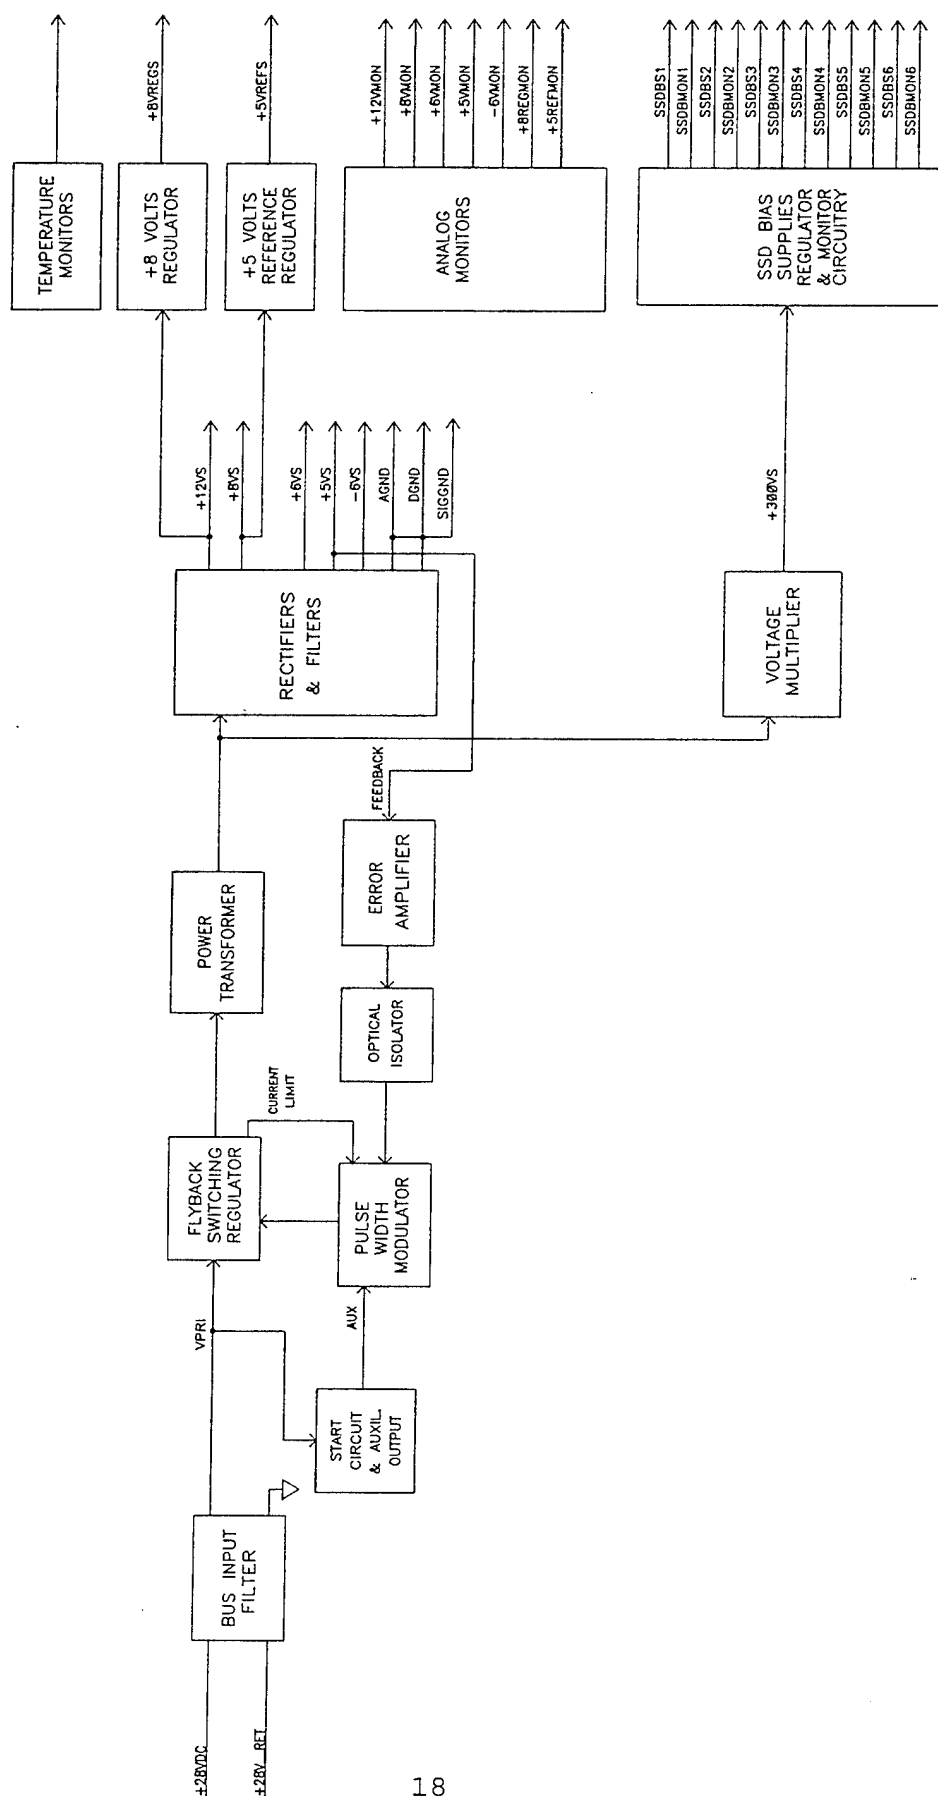 +28VDC
+28V_RET
BUS INPUT
FILTER
VPRI
START
CIRCUIT
& AUXIL.
OUTPUT
AUX
FLYBACK
SWITCHING
REGULATOR
CURRENT
LIMIT
PULSE
WIDTH
MODULATOR
OPTICAL
ISOLATOR
ERROR
AMPLIFIER
FEEDBACK
POWER
TRANSFORMER
RECTIFIERS
& FILTERS
+12VS
+8VS
+6VS
+5VS
-6VS
AGND
DGND
SIGGND
VOLTAGE
MULTIPLIER
+300VS
TEMPERATURE
MONITORS
+8 VOLTS
REGULATOR
+8VREGS
+5 VOLTS
REFERENCE
REGULATOR
+5VREFS
ANALOG
MONITORS
+12VMON
+8VMON
+6VMON
+5VMON
-6VMON
+8REGMON
+5REFMON
SSD BIAS
SUPPLIES
REGULATOR
& MONITOR
CIRCUITRY
SSDBS1
SSDBMON1
SSDBS2
SSDBMON2
SSDBS3
SSDBMON3
SSDBS4
SSDBMON4
SSDBS5
SSDBMON5
SSDBS6
SSDBMON6
18